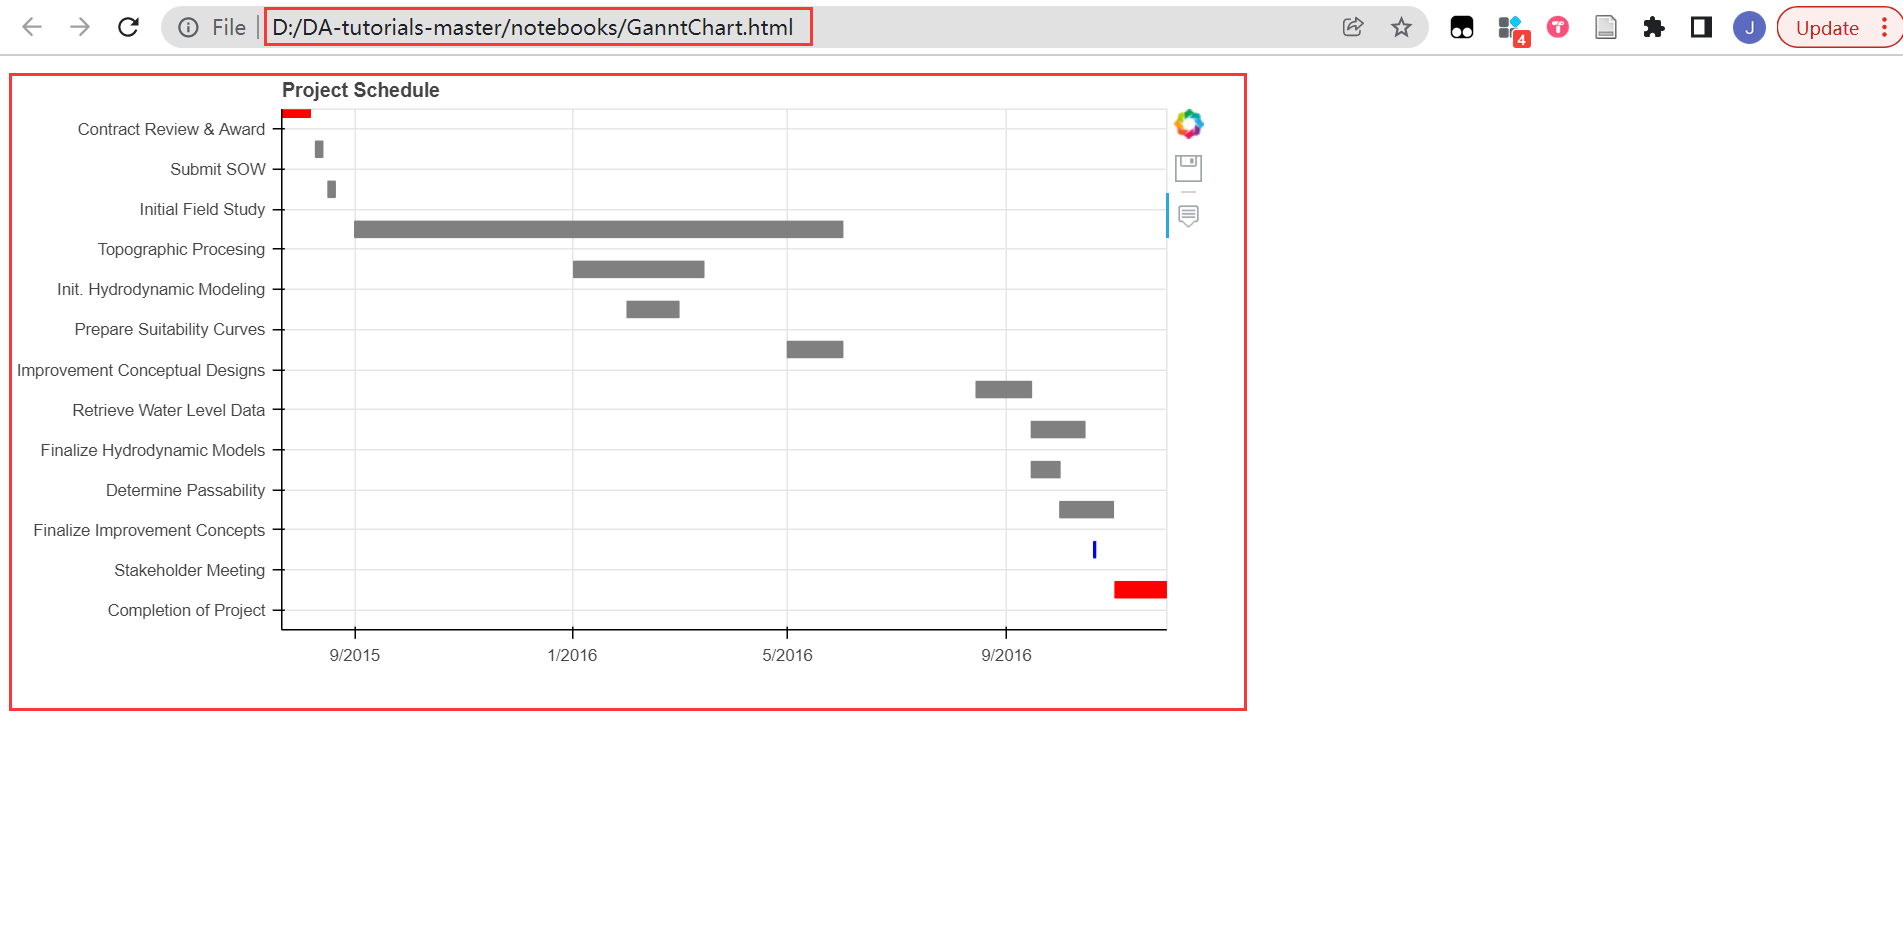 File D:/DA-tutorials-master/notebooks/GanntChart.html 4 J Update
Project Schedule
Contract Review & Award
Submit SOW
Initial Field Study
Topographic Procesing
Init. Hydrodynamic Modeling
Prepare Suitability Curves
Improvement Conceptual Designs
Retrieve Water Level Data
Finalize Hydrodynamic Models
Determine Passability
Finalize Improvement Concepts
Stakeholder Meeting
Completion of Project
9/2015 1/2016 5/2016 9/2016